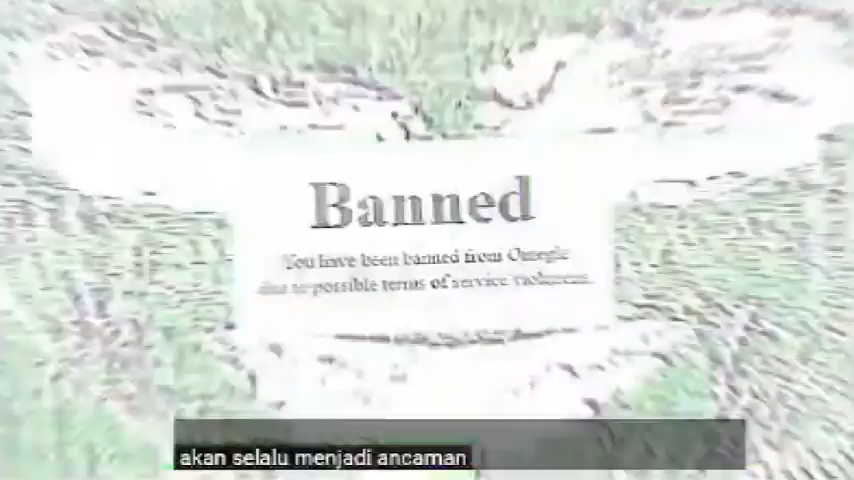 Banned
You have been banned from Omegle
due to possible terms of service violations.
akan selalu menjadi ancaman